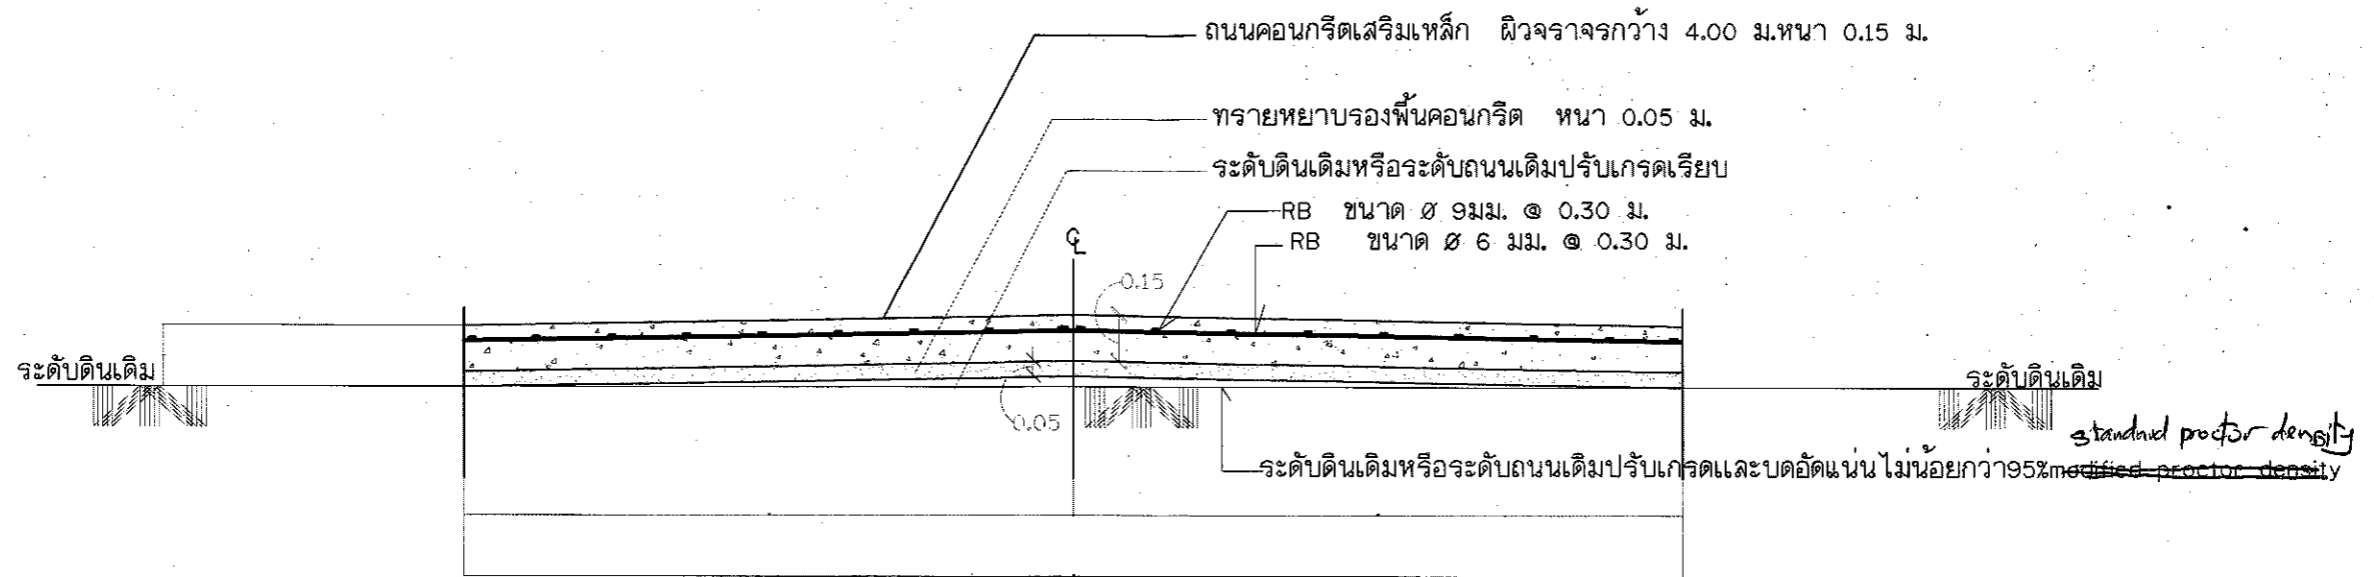 ถนนคอนกรีตเสริมเหล็ก ผิวจราจรกว้าง 4.00 ม.หนา 0.15 ม.
ทรายหยาบรองพื้นคอนกรีต หนา 0.05 ม.
ระดับดินเดิมหรือระดับถนนเดิมปรับเกรดเรียบ
RB ขนาด Ø 9มม. @ 0.30 ม.
RB ขนาด Ø 6 มม. @ 0.30 ม.
C L
0.15
ระดับดินเดิม
ระดับดินเดิม
0.05
standard proctor density
ระดับดินเดิมหรือระดับถนนเดิมปรับเกรดและบดอัดแน่นไม่น้อยกว่า95%modified proctor density